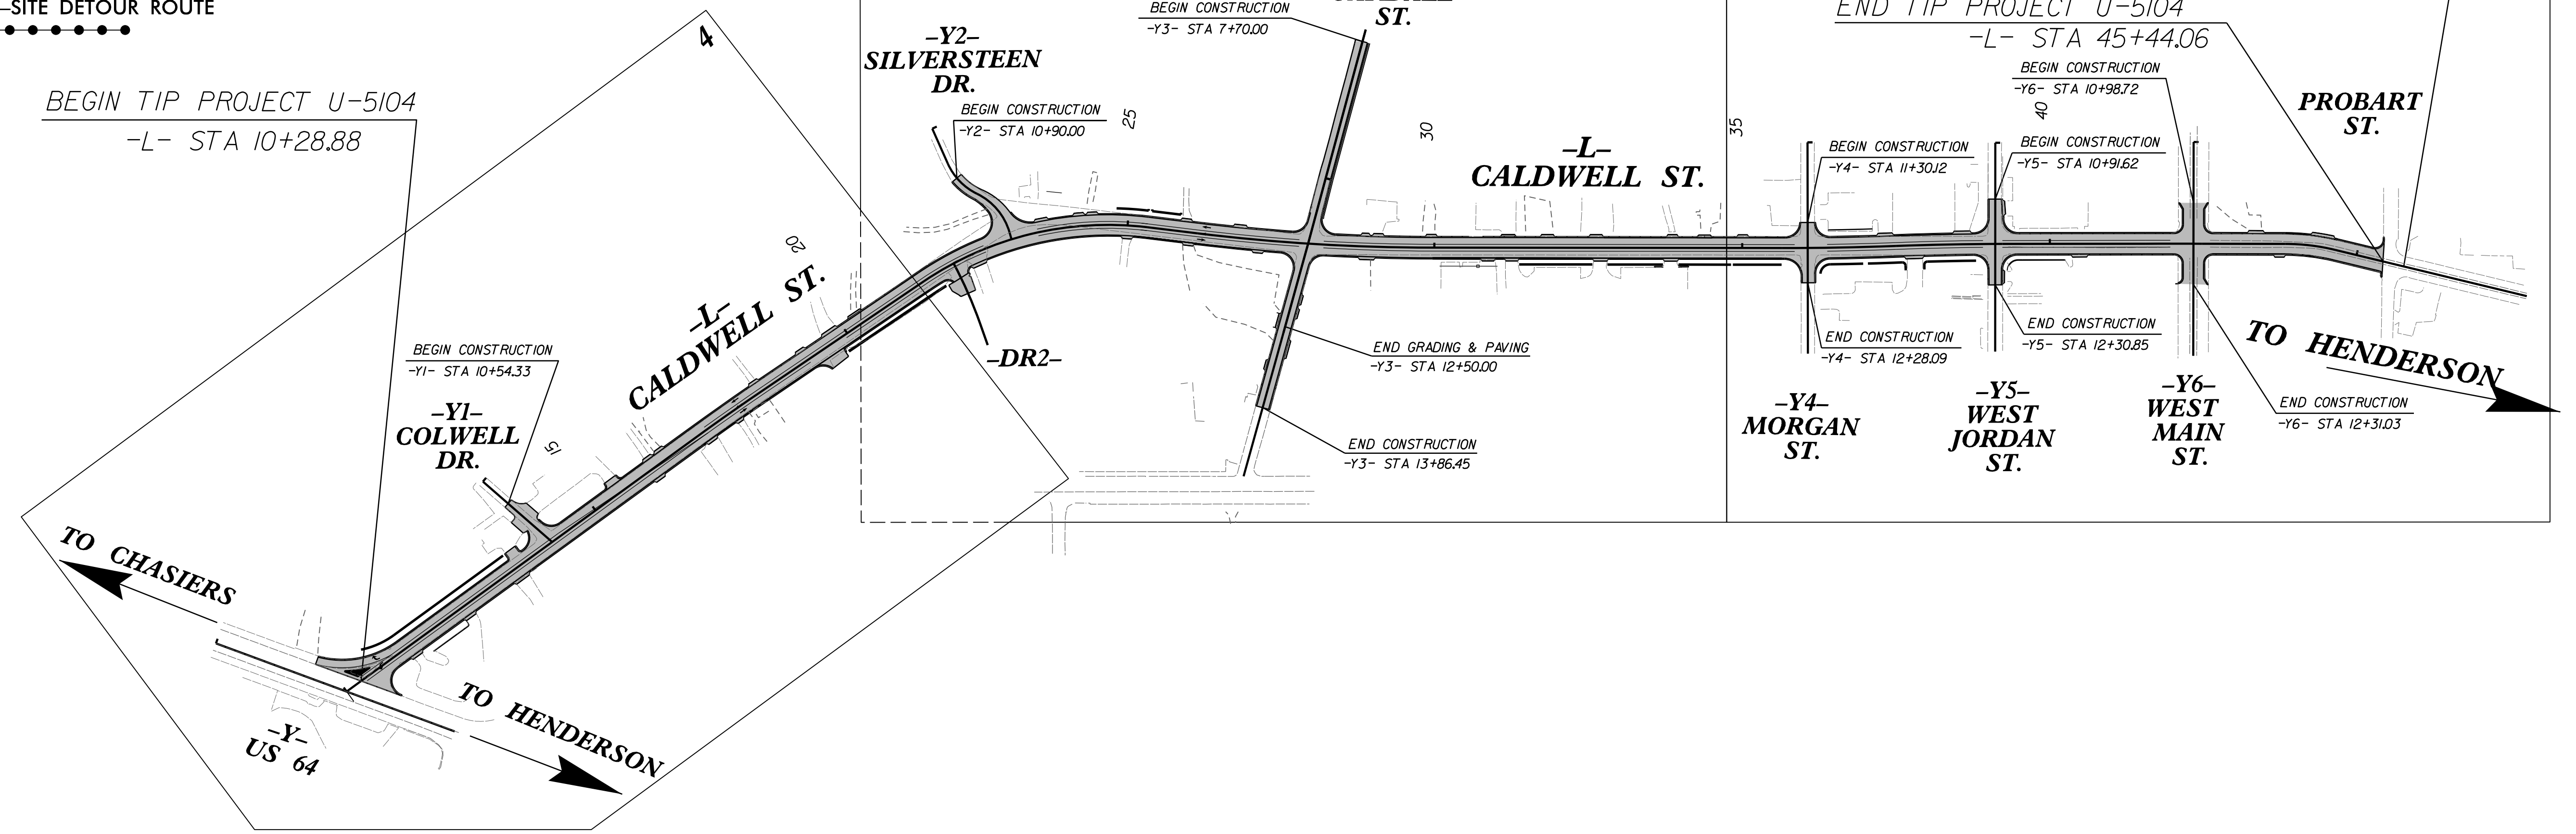 –SITE DETOUR ROUTE
BEGIN TIP PROJECT U-5104
-L- STA 10+28.88
4
–Y2–
SILVERSTEEN
DR.
BEGIN CONSTRUCTION
-Y2- STA 10+90.00
BEGIN CONSTRUCTION
-Y3- STA 7+70.00
ST.
END TIP PROJECT U-5104
-L- STA 45+44.06
BEGIN CONSTRUCTION
-Y6- STA 10+98.72
PROBART
ST.
25
30
35
40
–L–
CALDWELL ST.
BEGIN CONSTRUCTION
-Y4- STA 11+30.12
BEGIN CONSTRUCTION
-Y5- STA 10+91.62
20
–L–
CALDWELL ST.
BEGIN CONSTRUCTION
-Y1- STA 10+54.33
–Y1–
COLWELL
DR.
15
–DR2–
END GRADING & PAVING
-Y3- STA 12+50.00
END CONSTRUCTION
-Y3- STA 13+86.45
END CONSTRUCTION
-Y4- STA 12+28.09
END CONSTRUCTION
-Y5- STA 12+30.85
–Y4–
MORGAN
ST.
–Y5–
WEST
JORDAN
ST.
–Y6–
WEST
MAIN
ST.
TO HENDERSON
END CONSTRUCTION
-Y6- STA 12+31.03
TO CHASIERS
TO HENDERSON
–Y–
US 64